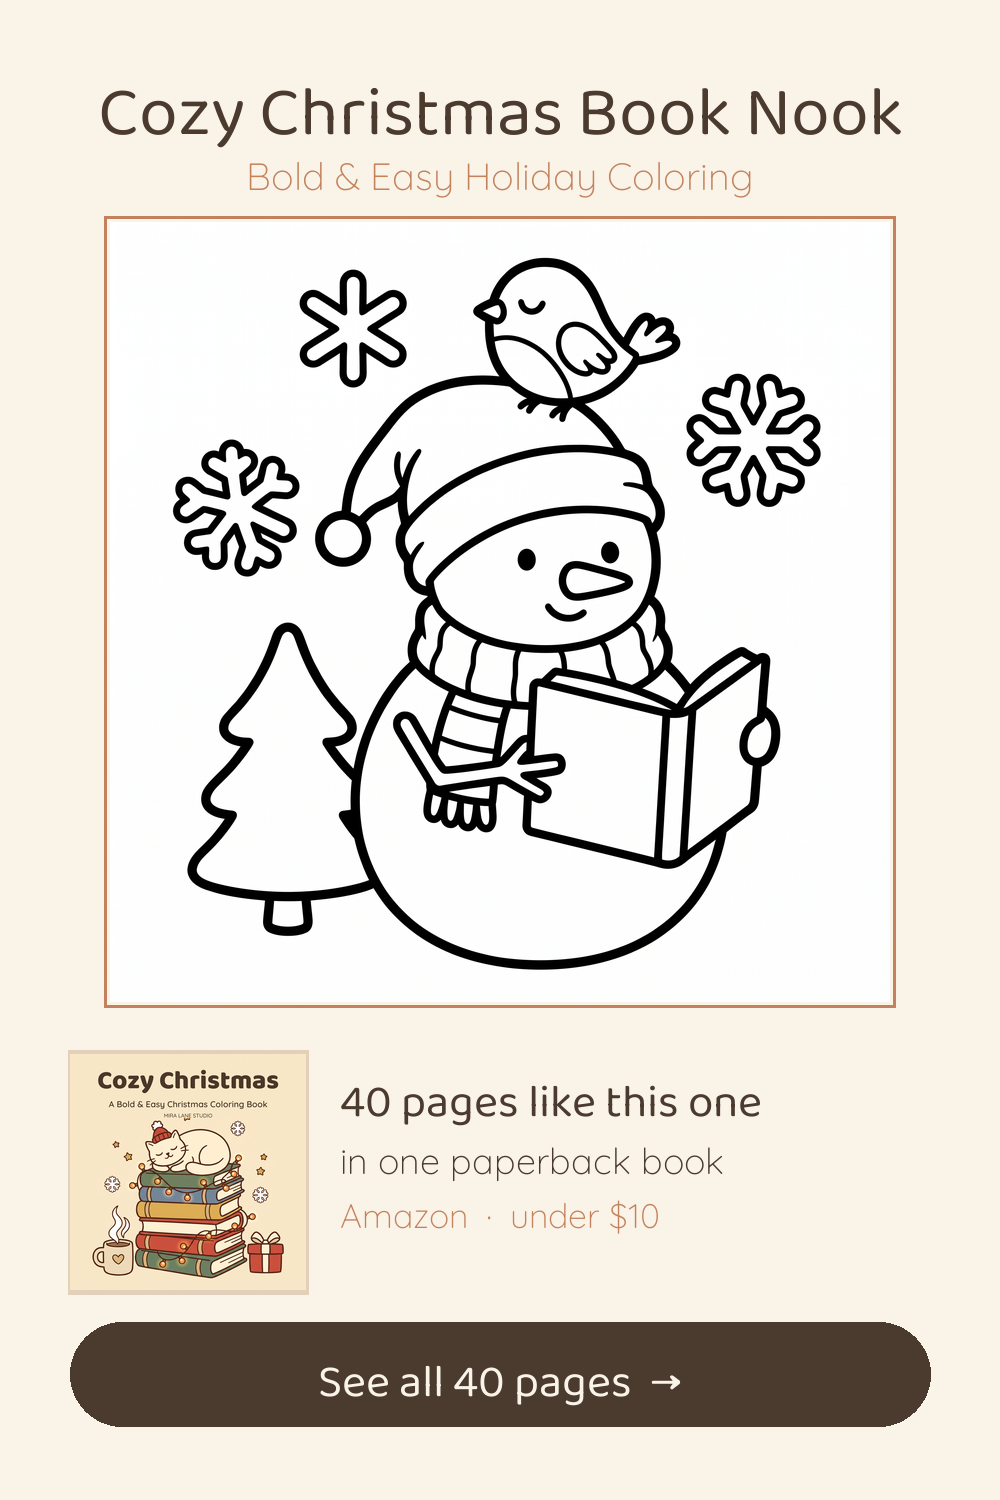 Cozy Christmas Book Nook
Bold & Easy Holiday Coloring
Cozy Christmas
A Bold & Easy Christmas Coloring Book
MIRA LANE STUDIO
40 pages like this one
in one paperback book
Amazon · under $10
See all 40 pages →